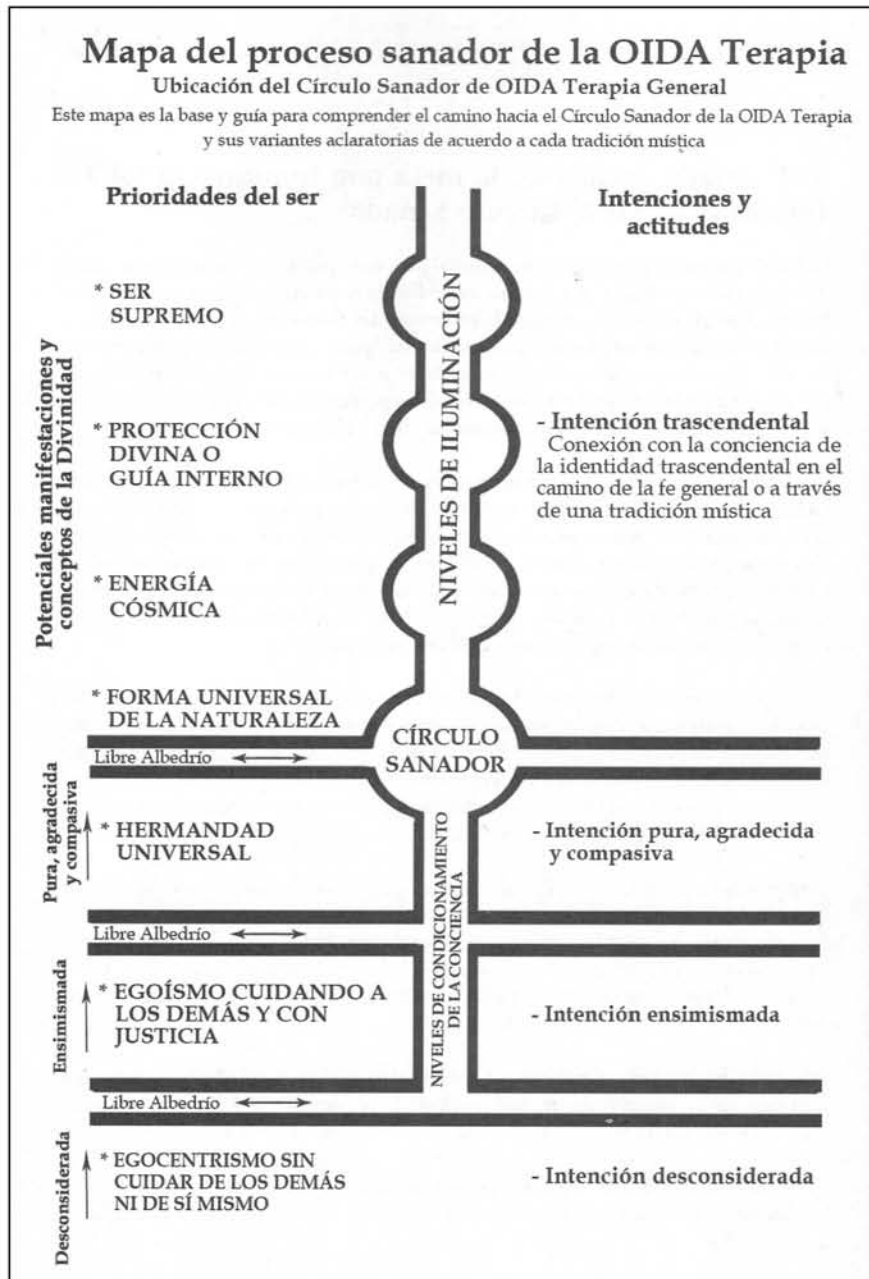 Mapa del proceso sanador de la OIDA Terapia
Ubicación del Círculo Sanador de OIDA Terapia General
Este mapa es la base y guía para comprender el camino hacia el Círculo Sanador de la OIDA Terapia
y sus variantes aclaratorias de acuerdo a cada tradición mística
Prioridades del ser
Intenciones y
actitudes
Potenciales manifestaciones y
conceptos de la Divinidad
* SER
SUPREMO
* PROTECCIÓN
DIVINA O
GUÍA INTERNO
* ENERGÍA
CÓSMICA
* FORMA UNIVERSAL
DE LA NATURALEZA
NIVELES DE ILUMINACIÓN
- Intención trascendental
Conexión con la conciencia de
la identidad trascendental en el
camino de la fe general o a través
de una tradición mística
CÍRCULO
SANADOR
Libre Albedrío
Pura, agradecida
y compasiva
* HERMANDAD
UNIVERSAL
- Intención pura, agradecida
y compasiva
NIVELES DE CONDICIONAMIENTO
DE LA CONCIENCIA
Libre Albedrío
Ensimismada
* EGOÍSMO CUIDANDO A
LOS DEMÁS Y CON
JUSTICIA
- Intención ensimismada
Libre Albedrío
Desconsiderada
* EGOCENTRISMO SIN
CUIDAR DE LOS DEMÁS
NI DE SÍ MISMO
- Intención desconsiderada